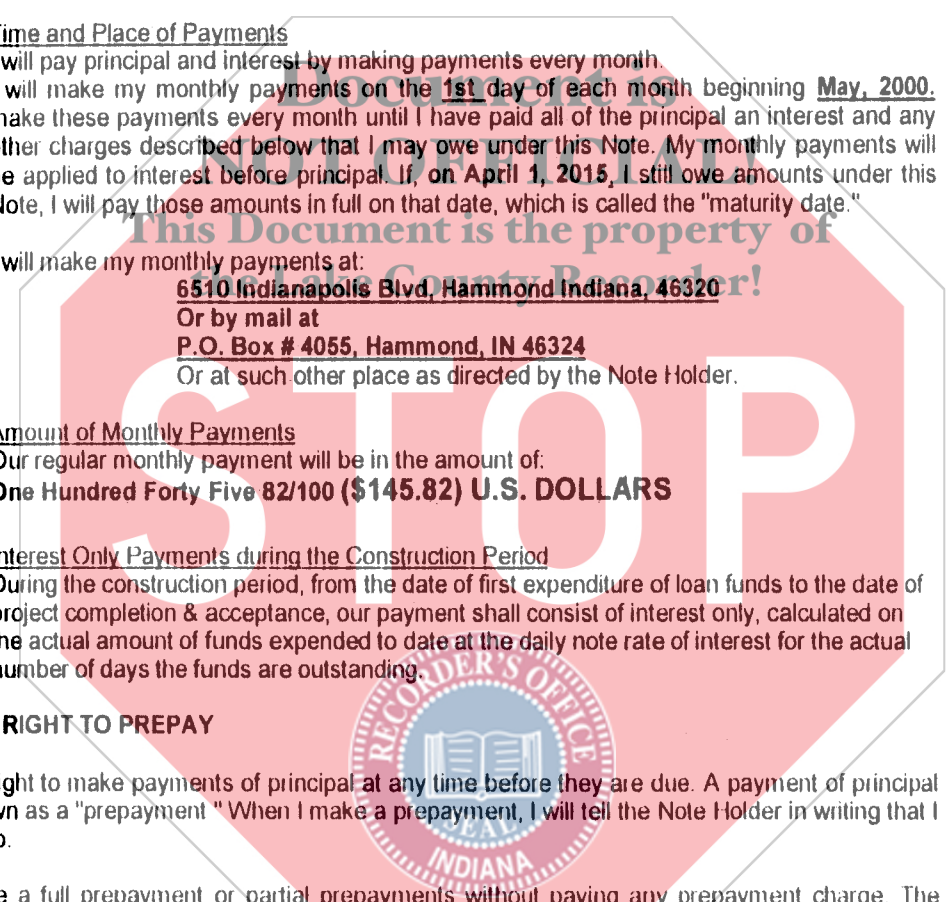 ime and Place of Payments
will pay principal and interest by making payments every month.
will make my monthly payments on the 1st day of each month beginning May, 2000.
ake these payments every month until I have paid all of the principal an interest and any
ther charges described below that I may owe under this Note. My monthly payments will
e applied to interest before principal. If, on April 1, 2015, I still owe amounts under this
Note, I will pay those amounts in full on that date, which is called the "maturity date."
will make my monthly payments at:
6510 Indianapolis Blvd, Hammond Indiana, 46320
Or by mail at
P.O. Box # 4055, Hammond, IN 46324
Or at such other place as directed by the Note Holder.
Amount of Monthly Payments
Our regular monthly payment will be in the amount of:
One Hundred Forty Five 82/100 ($145.82) U.S. DOLLARS
nterest Only Payments during the Construction Period
During the construction period, from the date of first expenditure of loan funds to the date of
project completion & acceptance, our payment shall consist of interest only, calculated on
he actual amount of funds expended to date at the daily note rate of interest for the actual
number of days the funds are outstanding.
RIGHT TO PREPAY
ght to make payments of principal at any time before they are due. A payment of principal
wn as a "prepayment." When I make a prepayment, I will tell the Note Holder in writing that I
o.
e a full prepayment or partial prepayments without paying any prepayment charge. The
Document is
NOT OFFICIAL!
This Document is the property of
the Lake County Recorder!
STOP
RECORDER'S OFFICE
SEAL
INDIANA